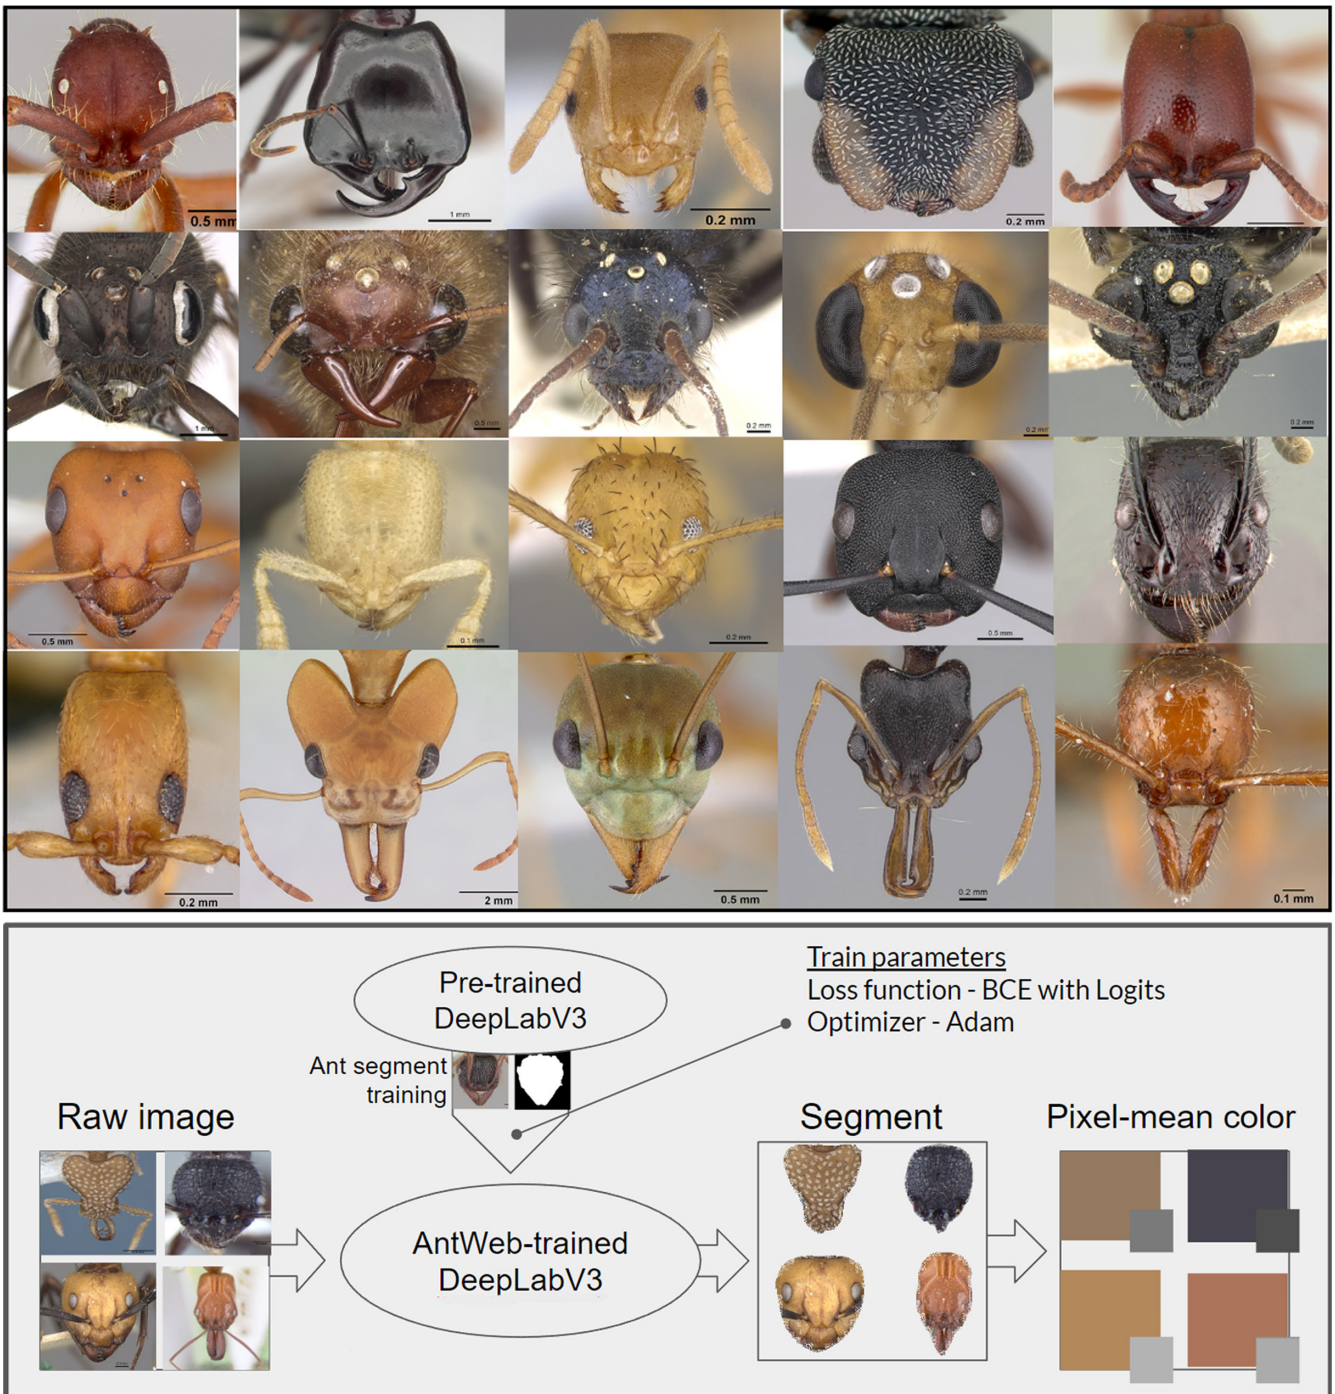 0.5 mm
1 mm
0.2 mm
0.2 mm
1 mm
0.5 mm
0.2 mm
0.2 mm
0.2 mm
0.5 mm
0.1 mm
0.2 mm
0.5 mm
0.2 mm
2 mm
0.5 mm
0.2 mm
0.1 mm
Pre-trained
DeepLabV3
Train parameters
Loss function - BCE with Logits
Optimizer - Adam
Ant segment
training
Raw image
Segment
Pixel-mean color
AntWeb-trained
DeepLabV3